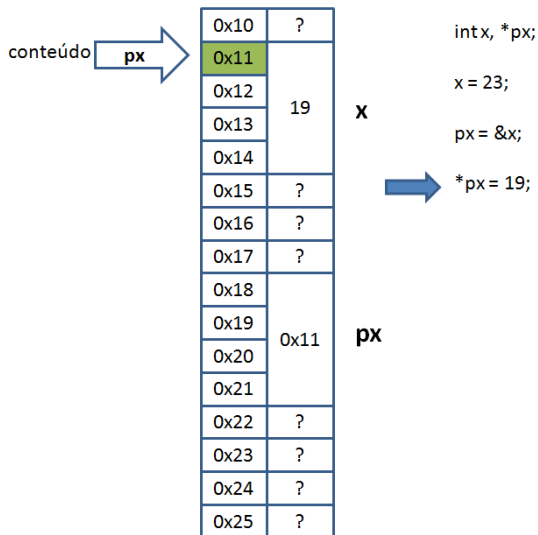 0x10 ?
int x, *px;
conteúdo px 0x11
x = 23;
0x12
0x13 19 x
px = &x;
0x14
*px = 19;
0x15 ?
0x16 ?
0x17 ?
0x18
0x19
0x11 px
0x20
0x21
0x22 ?
0x23 ?
0x24 ?
0x25 ?